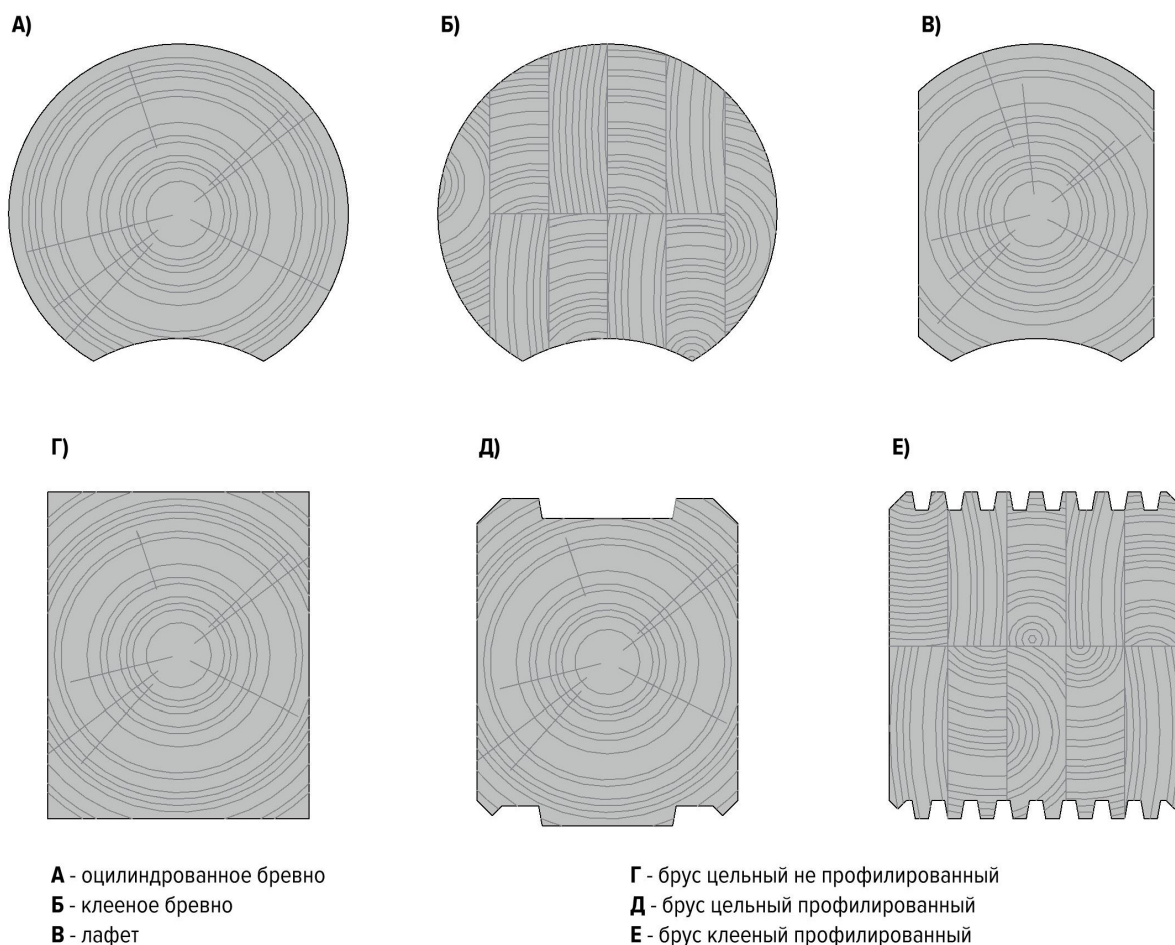 А)
Б)
В)
Г)
Д)
Е)
А - оцилиндрованное бревно
Б - клееное бревно
В - лафет
Г - брус цельный не профилированный
Д - брус цельный профилированный
Е - брус клееный профилированный